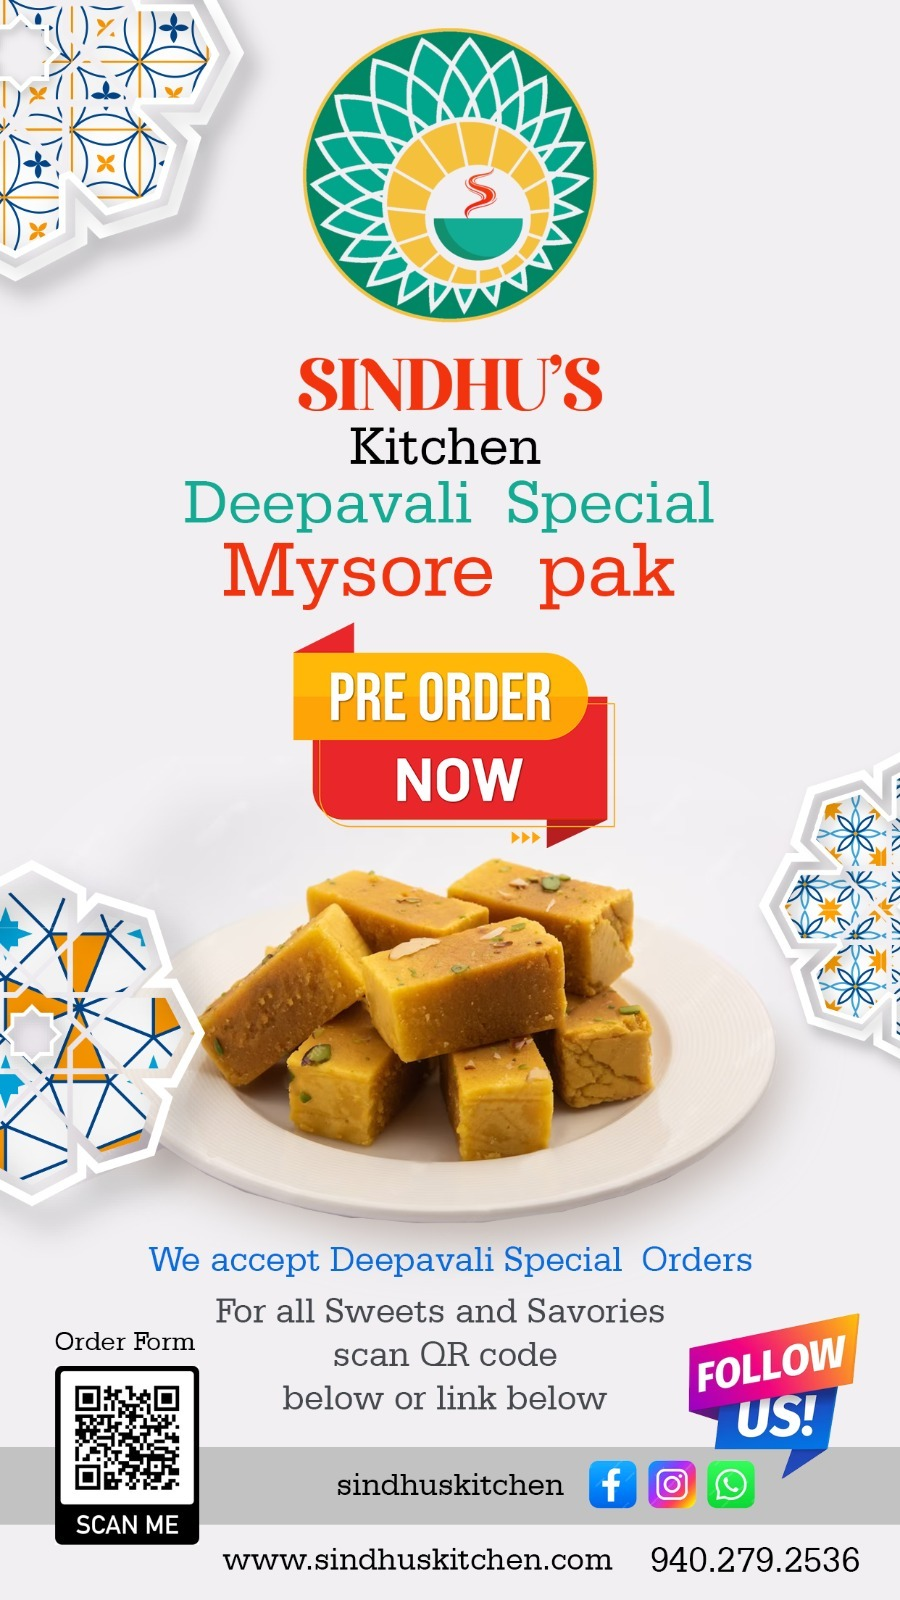 SINDHU'S
Kitchen
Deepavali Special
Mysore pak
PRE ORDER
NOW
We accept Deepavali Special Orders
For all Sweets and Savories
scan QR code
below or link below
Order Form
SCAN ME
FOLLOW
US!
sindhuskitchen
www.sindhuskitchen.com 940.279.2536